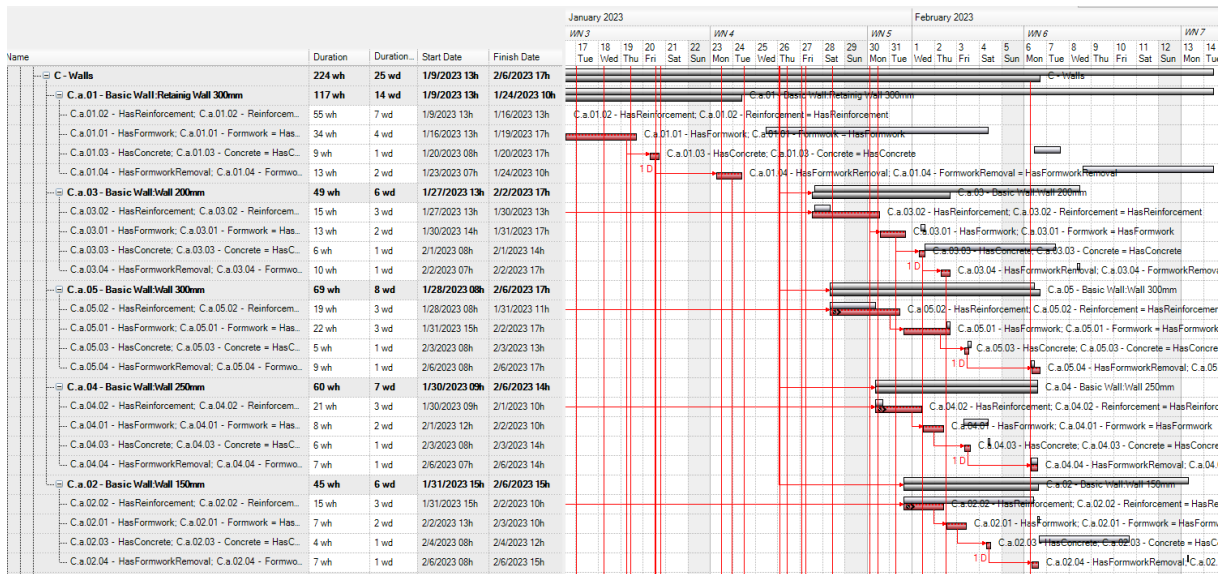 January 2023 February 2023
WN 3 WN 4 WN 5 WN 6 WN 7
17 18 19 20 21 22 23 24 25 26 27 28 29 30 31 1 2 3 4 5 6 7 8 9 10 11 12 13 14
Name Duration Duration... Start Date Finish Date Tue Wed Thu Fri Sat Sun Mon Tue Wed Thu Fri Sat Sun Mon Tue Wed Thu Fri Sat Sun Mon Tue Wed Thu Fri Sat Sun Mon Tue
C - Walls 224 wh 25 wd 1/9/2023 13h 2/6/2023 17h C - Walls
C.a.01 - Basic Wall:Retainig Wall 300mm 117 wh 14 wd 1/9/2023 13h 1/24/2023 10h C.a.01 - Basic Wall:Retainig Wall 300mm
C.a.01.02 - HasReinforcement; C.a.01.02 - Reinforcem... 55 wh 7 wd 1/9/2023 13h 1/16/2023 13h C.a.01.02 - HasReinforcement; C.a.01.02 - Reinforcement = HasReinforcement
C.a.01.01 - HasFormwork; C.a.01.01 - Formwork = Has... 34 wh 4 wd 1/16/2023 13h 1/19/2023 17h C.a.01.01 - HasFormwork; C.a.01.01 - Formwork = HasFormwork
C.a.01.03 - HasConcrete; C.a.01.03 - Concrete = HasC... 9 wh 1 wd 1/20/2023 08h 1/20/2023 17h C.a.01.03 - HasConcrete; C.a.01.03 - Concrete = HasConcrete
C.a.01.04 - HasFormworkRemoval; C.a.01.04 - Formwo... 13 wh 2 wd 1/23/2023 07h 1/24/2023 10h 1 D C.a.01.04 - HasFormworkRemoval; C.a.01.04 - FormworkRemoval = HasFormworkRemoval
C.a.03 - Basic Wall:Wall 200mm 49 wh 6 wd 1/27/2023 13h 2/2/2023 17h C.a.03 - Basic Wall:Wall 200mm
C.a.03.02 - HasReinforcement; C.a.03.02 - Reinforcem... 15 wh 3 wd 1/27/2023 13h 1/30/2023 13h C.a.03.02 - HasReinforcement; C.a.03.02 - Reinforcement = HasReinforcement
C.a.03.01 - HasFormwork; C.a.03.01 - Formwork = Has... 13 wh 2 wd 1/30/2023 14h 1/31/2023 17h C.a.03.01 - HasFormwork; C.a.03.01 - Formwork = HasFormwork
C.a.03.03 - HasConcrete; C.a.03.03 - Concrete = HasC... 6 wh 1 wd 2/1/2023 08h 2/1/2023 14h C.a.03.03 - HasConcrete; C.a.03.03 - Concrete = HasConcrete
C.a.03.04 - HasFormworkRemoval; C.a.03.04 - Formwo... 10 wh 1 wd 2/2/2023 07h 2/2/2023 17h 1 D C.a.03.04 - HasFormworkRemoval; C.a.03.04 - FormworkRemova
C.a.05 - Basic Wall:Wall 300mm 69 wh 8 wd 1/28/2023 08h 2/6/2023 17h C.a.05 - Basic Wall:Wall 300mm
C.a.05.02 - HasReinforcement; C.a.05.02 - Reinforcem... 19 wh 3 wd 1/28/2023 08h 1/31/2023 11h C.a.05.02 - HasReinforcement; C.a.05.02 - Reinforcement = HasReinforcement
C.a.05.01 - HasFormwork; C.a.05.01 - Formwork = Has... 22 wh 3 wd 1/31/2023 15h 2/2/2023 17h C.a.05.01 - HasFormwork; C.a.05.01 - Formwork = HasFormwork
C.a.05.03 - HasConcrete; C.a.05.03 - Concrete = HasC... 5 wh 1 wd 2/3/2023 08h 2/3/2023 13h C.a.05.03 - HasConcrete; C.a.05.03 - Concrete = HasC
C.a.05.04 - HasFormworkRemoval; C.a.05.04 - Formwo... 9 wh 1 wd 2/6/2023 08h 2/6/2023 17h 1 D C.a.05.04 - HasFormworkRemoval; C.a.05
C.a.04 - Basic Wall:Wall 250mm 60 wh 7 wd 1/30/2023 09h 2/6/2023 14h C.a.04 - Basic Wall:Wall 250mm
C.a.04.02 - HasReinforcement; C.a.04.02 - Reinforcem... 21 wh 3 wd 1/30/2023 09h 2/1/2023 10h C.a.04.02 - HasReinforcement; C.a.04.02 - Reinforcement = HasReinforc
C.a.04.01 - HasFormwork; C.a.04.01 - Formwork = Has... 8 wh 2 wd 2/1/2023 12h 2/2/2023 10h C.a.04.01 - HasFormwork; C.a.04.01 - Formwork = HasFormwork
C.a.04.03 - HasConcrete; C.a.04.03 - Concrete = HasC... 6 wh 1 wd 2/3/2023 08h 2/3/2023 14h C.a.04.03 - HasConcrete; C.a.04.03 - Concrete = HasC
C.a.04.04 - HasFormworkRemoval; C.a.04.04 - Formwo... 7 wh 1 wd 2/6/2023 07h 2/6/2023 14h 1 D C.a.04.04 - HasFormworkRemoval; C.a.04.
C.a.02 - Basic Wall:Wall 150mm 45 wh 6 wd 1/31/2023 15h 2/6/2023 15h C.a.02 - Basic Wall:Wall 150mm
C.a.02.02 - HasReinforcement; C.a.02.02 - Reinforcem... 15 wh 3 wd 1/31/2023 15h 2/2/2023 10h C.a.02.02 - HasReinforcement; C.a.02.02 - Reinforcement = HasR
C.a.02.01 - HasFormwork; C.a.02.01 - Formwork = Has... 7 wh 2 wd 2/2/2023 13h 2/3/2023 10h C.a.02.01 - HasFormwork; C.a.02.01 - Formwork = HasForm
C.a.02.03 - HasConcrete; C.a.02.03 - Concrete = HasC... 4 wh 1 wd 2/4/2023 08h 2/4/2023 12h C.a.02.03 - HasConcrete; C.a.02.03 - Concrete = HasC
C.a.02.04 - HasFormworkRemoval; C.a.02.04 - Formwo... 7 wh 1 wd 2/6/2023 08h 2/6/2023 15h 1 D C.a.02.04 - HasFormworkRemoval; C.a.02.